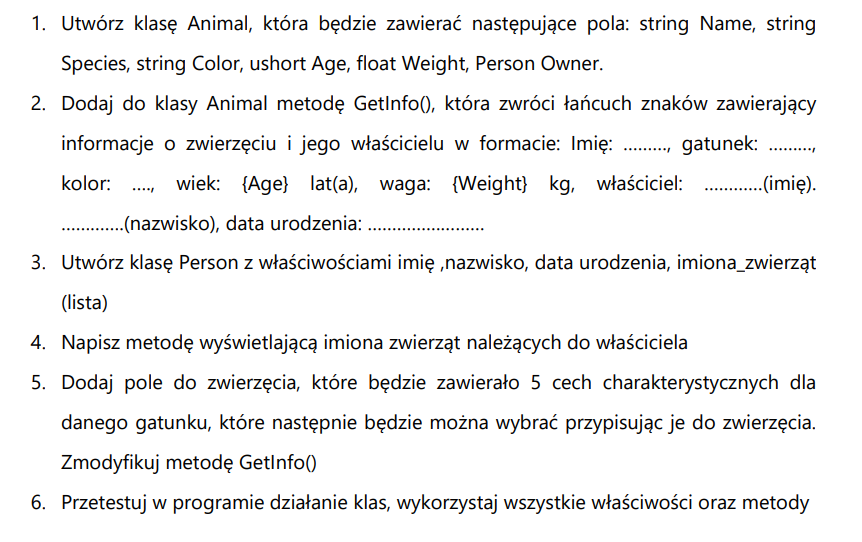 1. Utwórz klasę Animal, która będzie zawierać następujące pola: string Name, string
Species, string Color, ushort Age, float Weight, Person Owner.
2. Dodaj do klasy Animal metodę GetInfo(), która zwróci łańcuch znaków zawierający
informacje o zwierzęciu i jego właścicielu w formacie: Imię: ........., gatunek: .........,
kolor: ...., wiek: {Age} lat(a), waga: {Weight} kg, właściciel: ............(imię).
.............(nazwisko), data urodzenia: ........................
3. Utwórz klasę Person z właściwościami imię ,nazwisko, data urodzenia, imiona_zwierząt
(lista)
4. Napisz metodę wyświetlającą imiona zwierząt należących do właściciela
5. Dodaj pole do zwierzęcia, które będzie zawierało 5 cech charakterystycznych dla
danego gatunku, które następnie będzie można wybrać przypisując je do zwierzęcia.
Zmodyfikuj metodę GetInfo()
6. Przetestuj w programie działanie klas, wykorzystaj wszystkie właściwości oraz metody